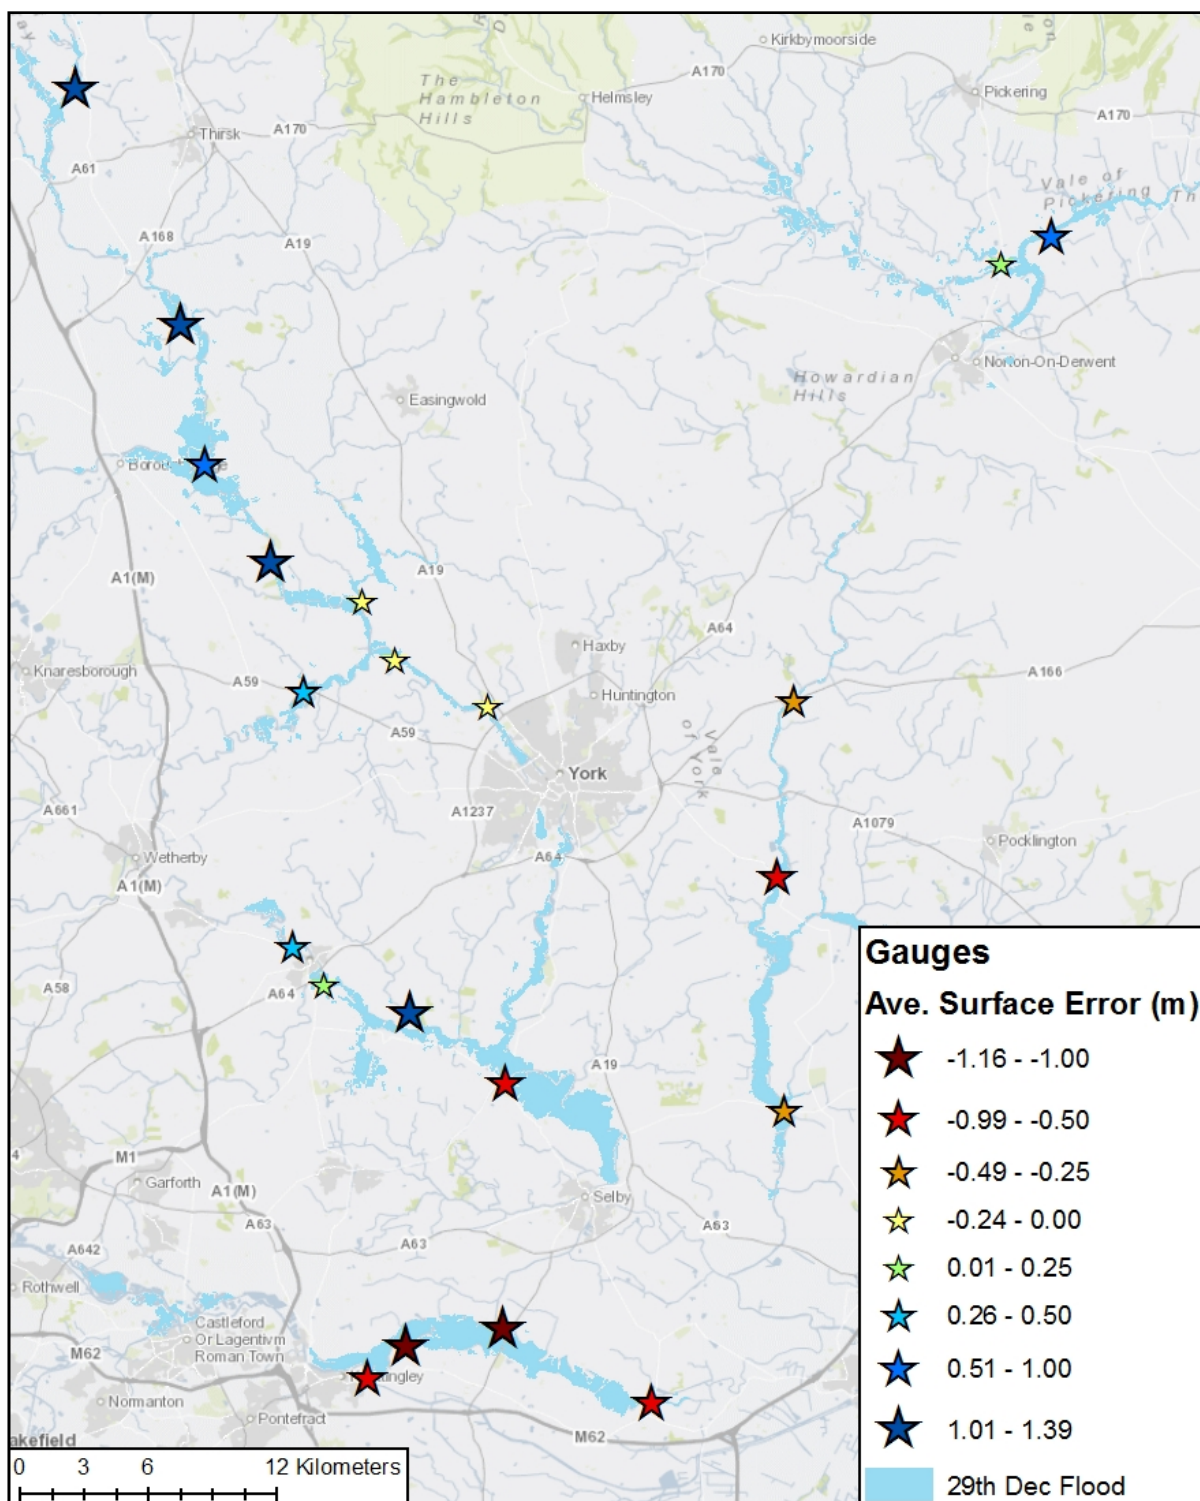 Kirkbymoorside
A170
The
Hambleton
Hills
Helmsley
Pickering
A170
Thirsk
A170
A61
Vale of
Pickering
A168
A19
Norton-On-Derwent
Howardian
Hills
Easingwold
A1(M)
A19
Haxby
A64
Knaresborough
A59
Huntington
A166
A59
Vale
of York
York
A661
A1237
A1079
Pocklington
Wetherby
A64
A1(M)
A58
A64
A19
M1
Garforth
A1(M)
Selby
A63
A63
A63
A642
Rothwell
Castleford
Or Lagentivm
Roman Town
M62
Normanton
Pontefract
M62
akefield
0 3 6 12 Kilometers
Gauges
Ave. Surface Error (m)
-1.16 - -1.00
-0.99 - -0.50
-0.49 - -0.25
-0.24 - 0.00
0.01 - 0.25
0.26 - 0.50
0.51 - 1.00
1.01 - 1.39
29th Dec Flood